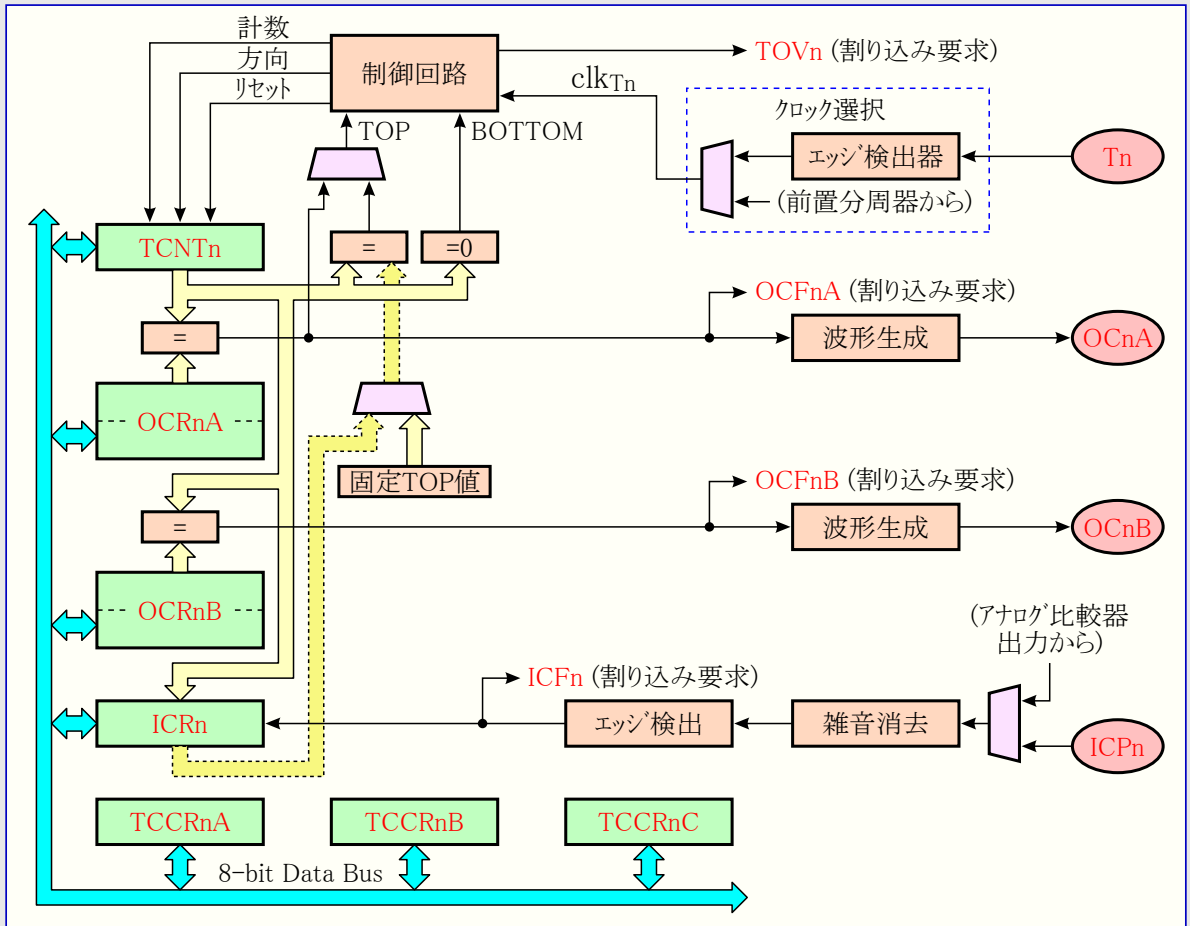 計数
方向
リセット
制御回路
TOVn (割り込み要求)
clkTn
TOP
BOTTOM
クロック選択
エッジ検出器
Tn
(前置分周器から)
TCNTn
=
=0
OCFnA (割り込み要求)
=
波形生成
OCnA
OCRnA
固定TOP値
OCFnB (割り込み要求)
=
波形生成
OCnB
OCRnB
(アナログ比較器
出力から)
ICFn (割り込み要求)
ICRn
エッジ検出
雑音消去
ICPn
TCCRnA
TCCRnB
TCCRnC
8-bit Data Bus